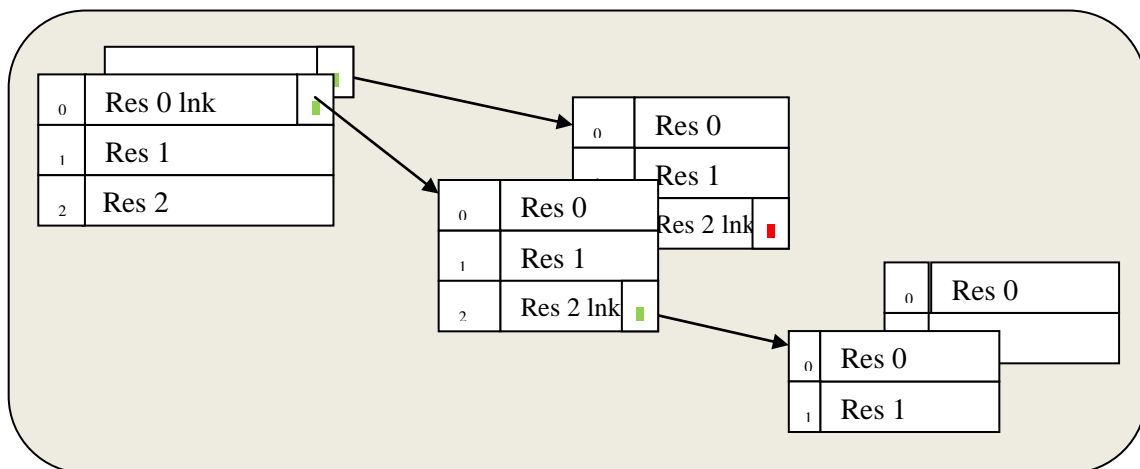 0 Res 0 lnk
1 Res 1
2 Res 2
0 Res 0
Res 1
Res 2 lnk
0 Res 0
1 Res 1
2 Res 2 lnk
0 Res 0
0 Res 0
1 Res 1